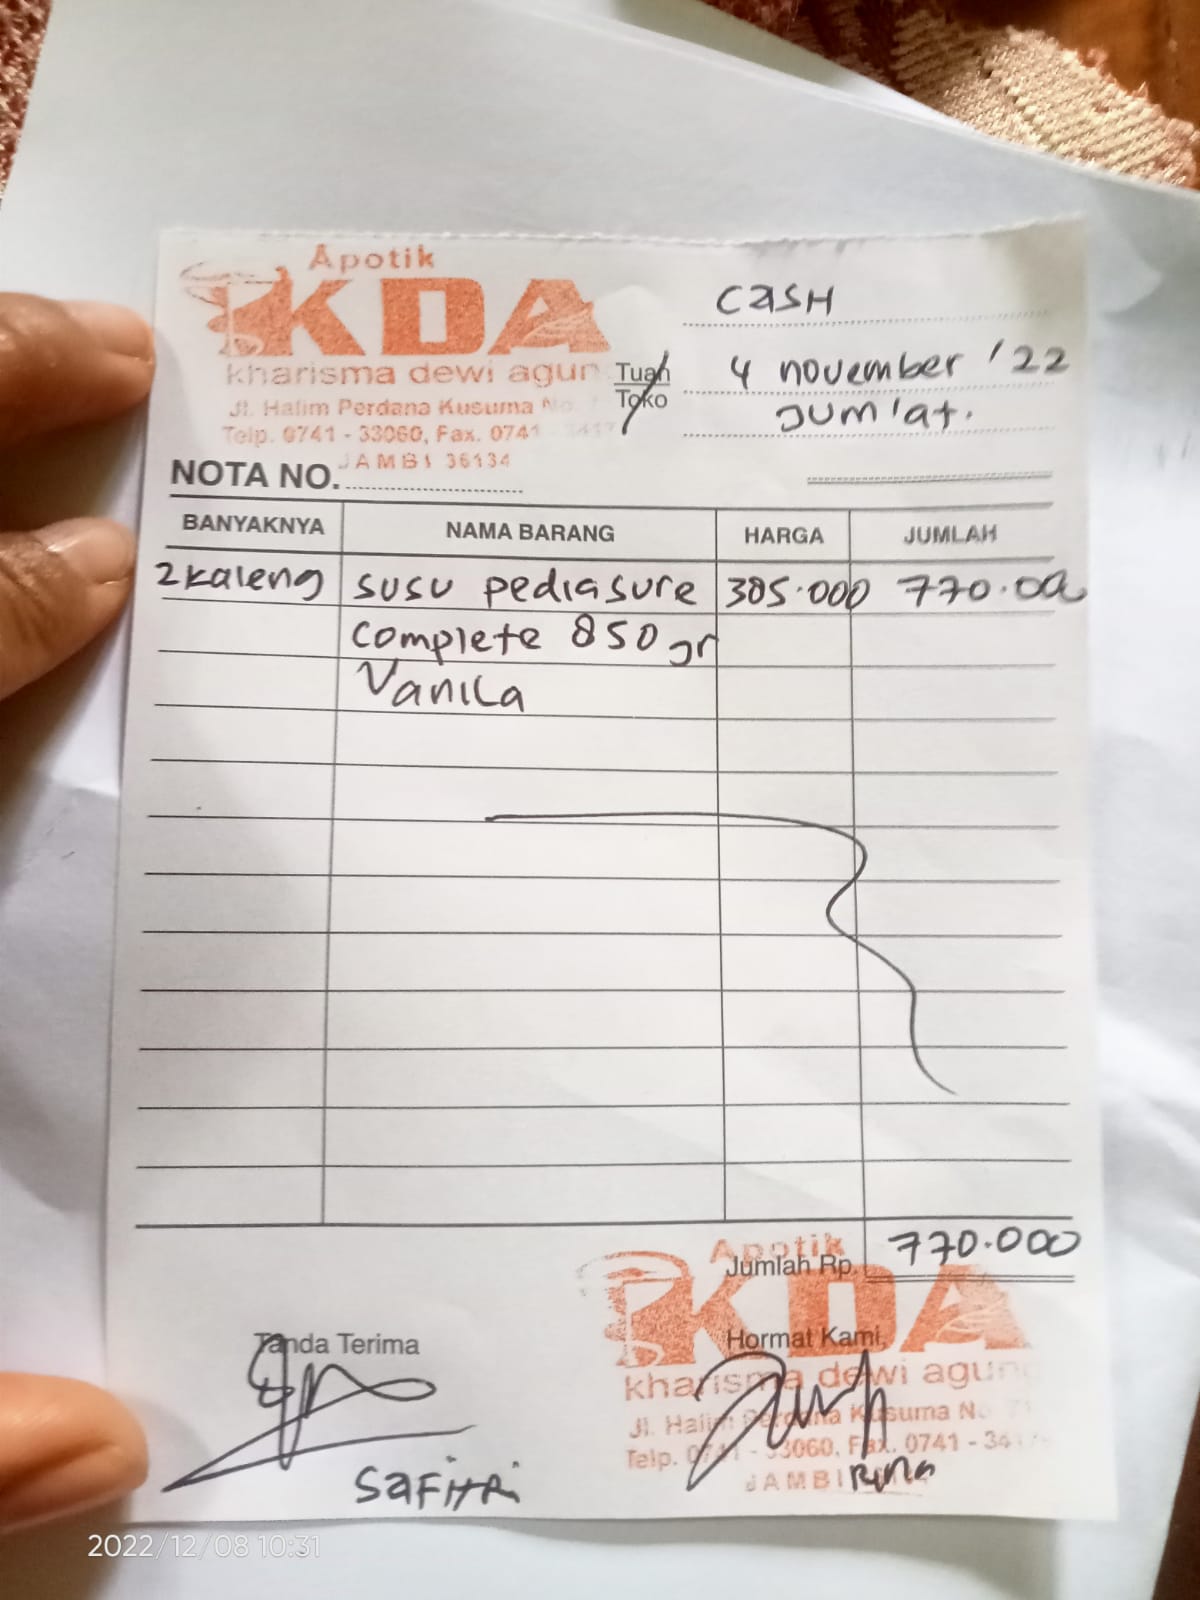 Apotik
KDA
kharisma dewi agun
Jl. Halim Perdana Kusuma No.
Telp. 0741 - 33060, Fax. 0741
JAMBI 36134
CASH
Tuan
Toko
4 november '22
Jum'at.
NOTA NO.
BANYAKNYA NAMA BARANG HARGA JUMLAH
2 kaleng susu pediasure 385.000 770.000
complete 850 gr
Vanila
Jumlah Rp. 770.000
Tanda Terima
Hormat Kami,
Apotik
KDA
kharisma dewi agung
Jl. Halim Perdana Kusuma No.
Telp. 0741 - 33060, Fax. 0741 - 34
JAMBI
SAFITRI
Rina
2022/12/08 10:31